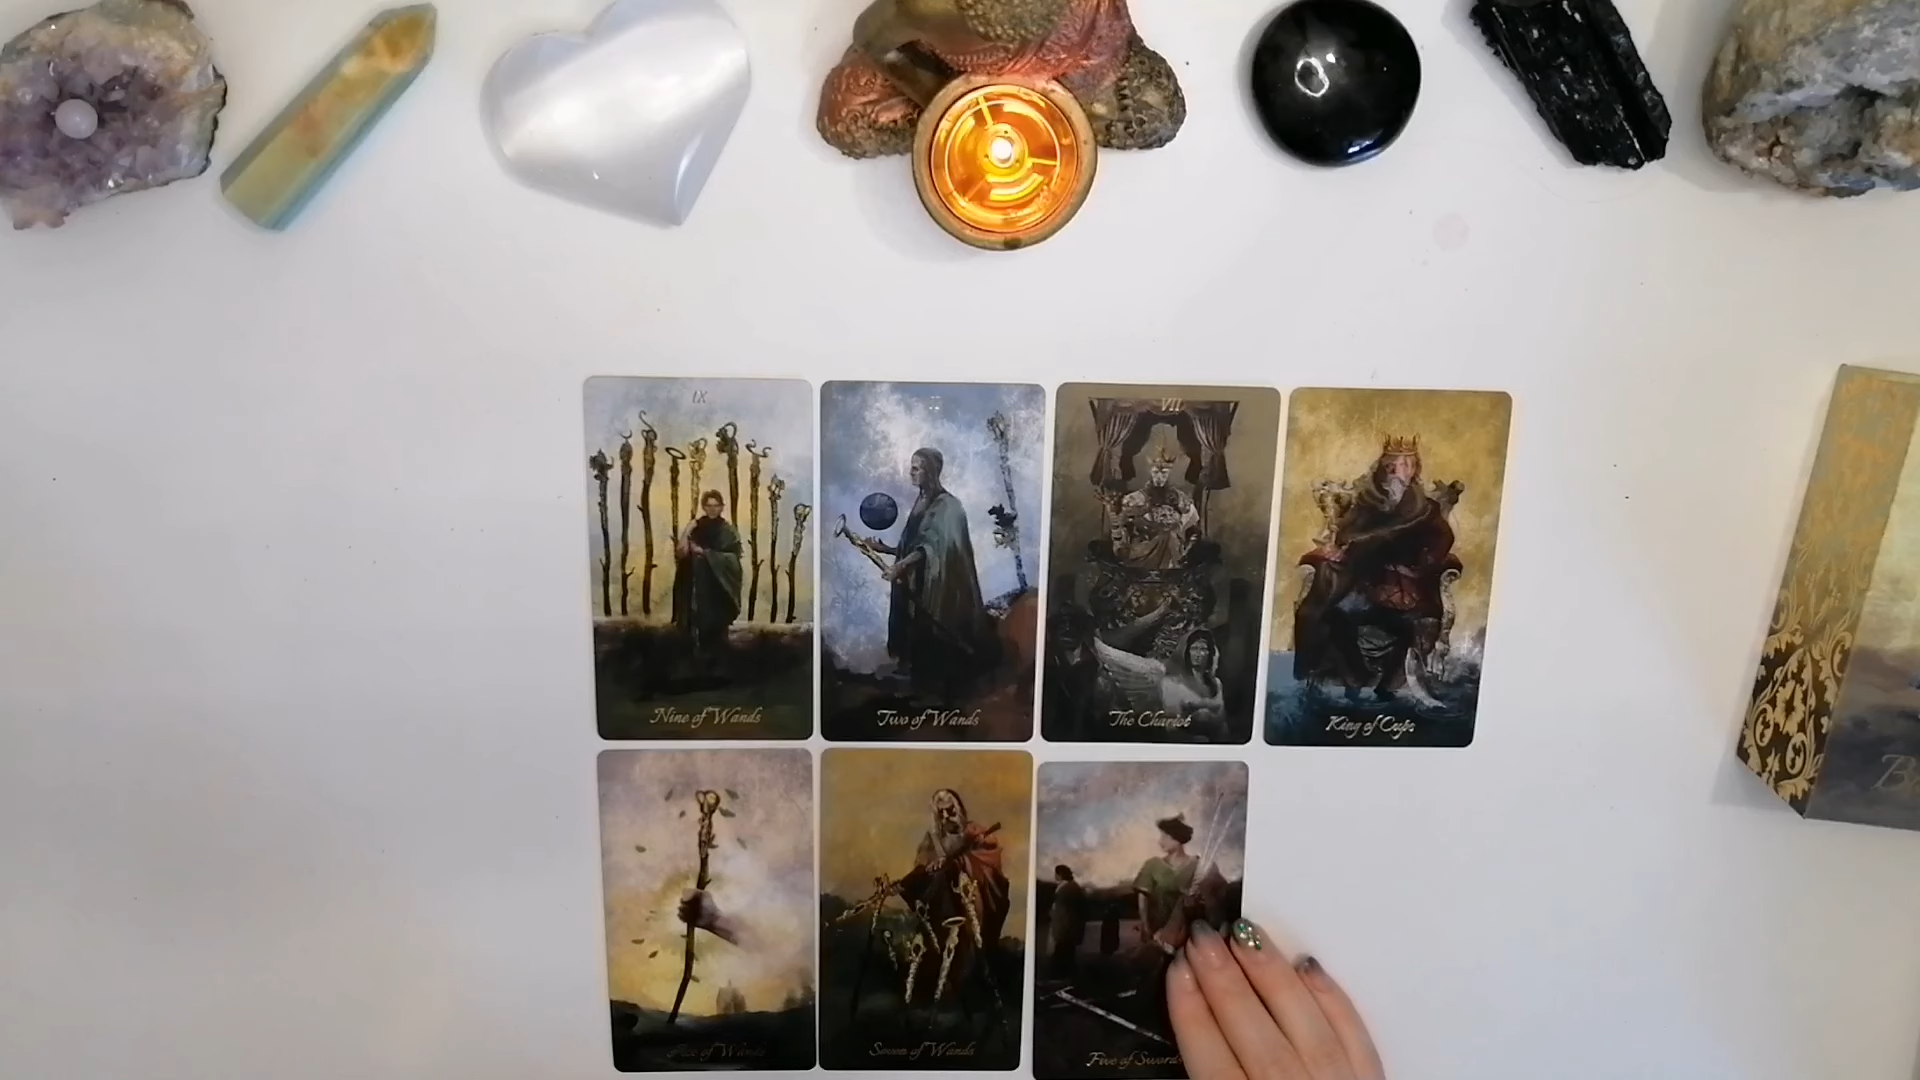 IX
VII
Nine of Wands
Two of Wands
The Chariot
King of Cups
Ace of Wands
Seven of Wands
Five of Swords